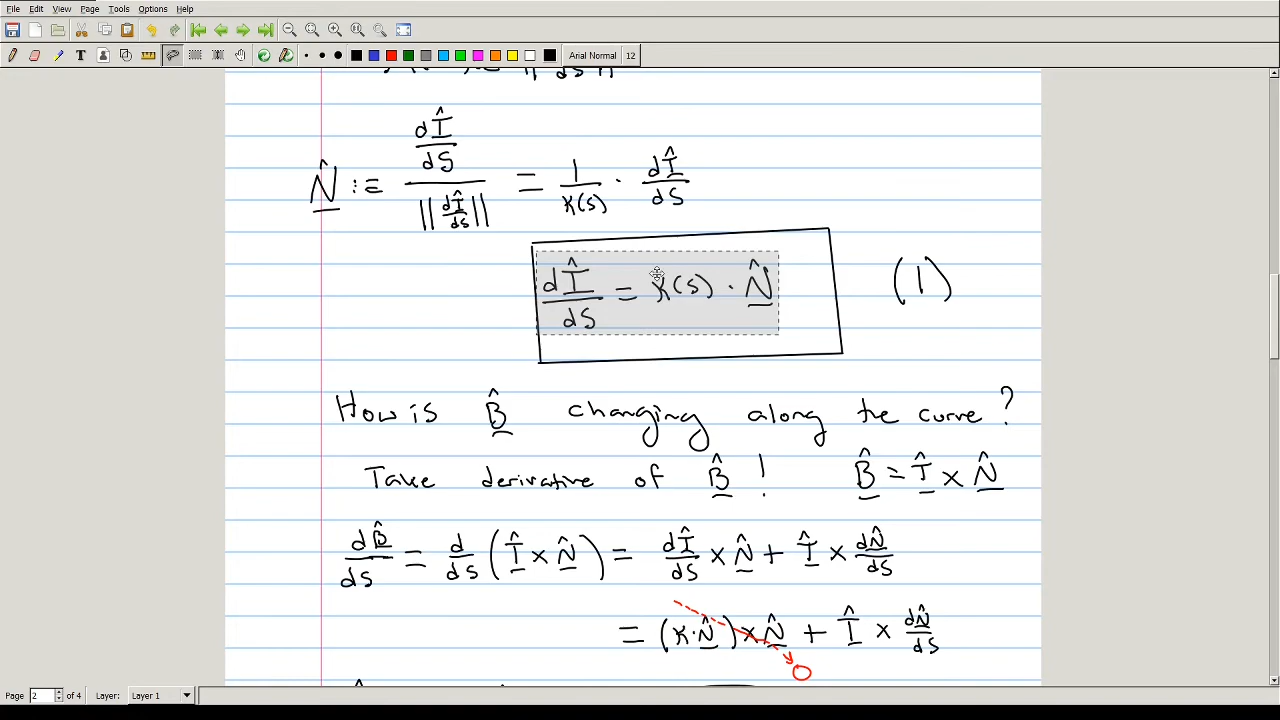 File Edit View Page Tools Options Help
Arial Normal 12
N̂ := (dT̂/ds) / ||dT̂/ds|| = 1/κ(s) · dT̂/ds
dT̂/ds = κ(s) · N̂ (1)
How is B̂ changing along the curve?
Take derivative of B̂ ! B̂ = T̂ × N̂
dB̂/ds = d/ds (T̂ × N̂) = dT̂/ds × N̂ + T̂ × dN̂/ds
= (κ·N̂) × N̂ + T̂ × dN̂/ds
0
Page 2 of 4 Layer: Layer 1